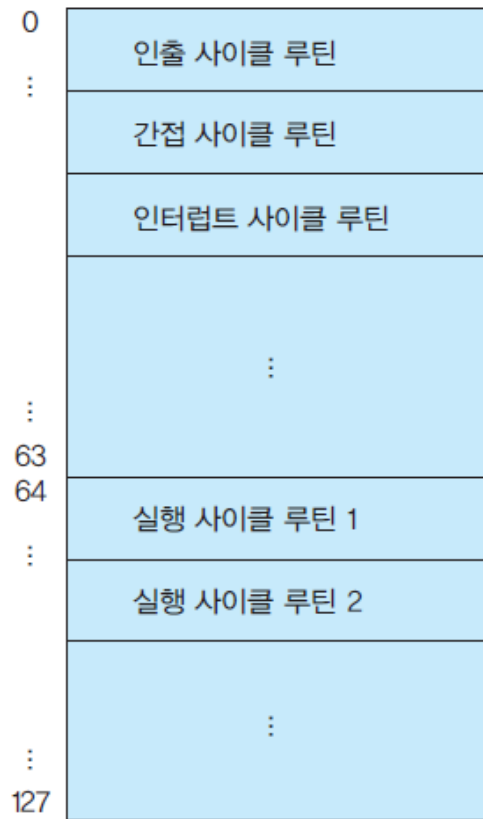 0
인출 사이클 루틴
⋮
간접 사이클 루틴
인터럽트 사이클 루틴
⋮
⋮
63
64
실행 사이클 루틴 1
⋮
실행 사이클 루틴 2
⋮
⋮
127